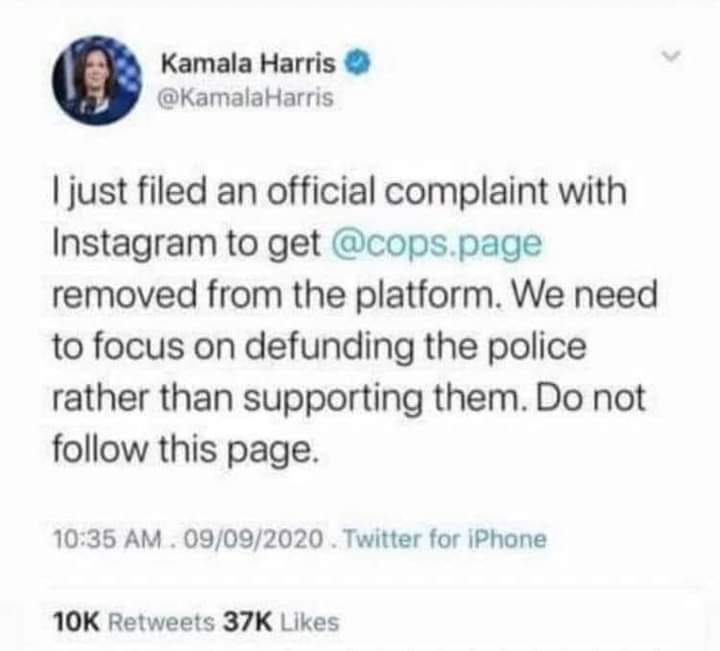 Kamala Harris
@KamalaHarris
I just filed an official complaint with
Instagram to get @cops.page
removed from the platform. We need
to focus on defunding the police
rather than supporting them. Do not
follow this page.
10:35 AM . 09/09/2020 . Twitter for iPhone
10K Retweets 37K Likes